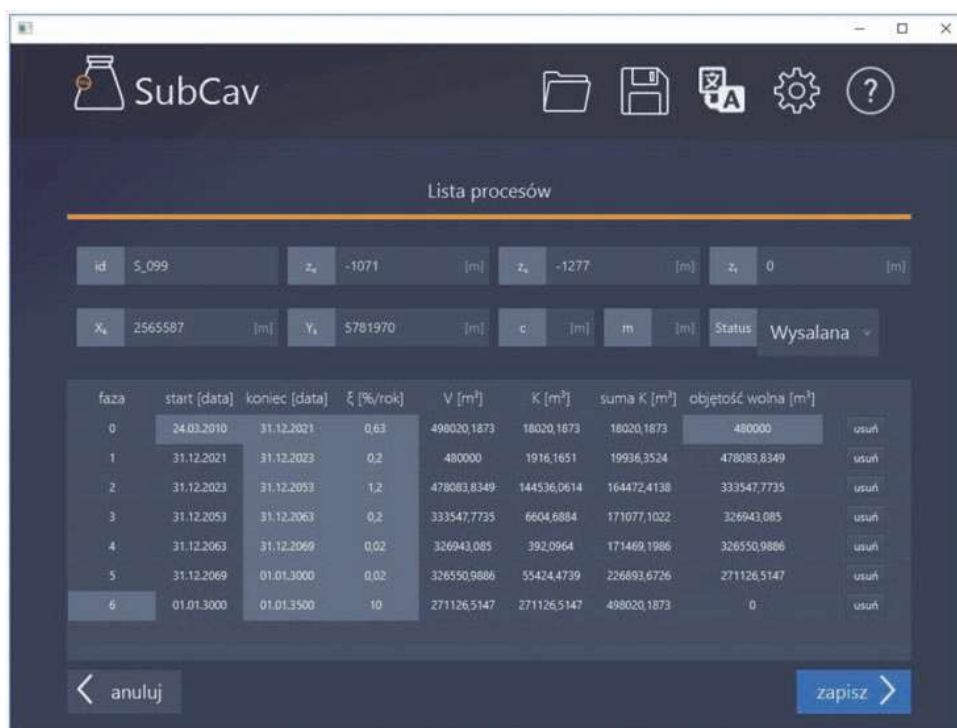 SubCav
Lista procesów
id S_099 -1071 [m] -1277 [m] 0 [m]
Xₖ 2565587 [m] Yₖ 5781970 [m] c [m] m [m] Status Wysalana
faza start [data] koniec [data] ξ [%/rok] V [m³] K [m³] suma K [m³] objętość wolna [m³]
0 24.03.2010 31.12.2021 0,63 498020,1873 18020,1873 18020,1873 480000 usuń
1 31.12.2021 31.12.2023 0,2 480000 1916,1651 19936,3524 478083,8349 usuń
2 31.12.2023 31.12.2053 1,2 478083,8349 144536,0614 164472,4138 333547,7735 usuń
3 31.12.2053 31.12.2063 0,2 333547,7735 6604,6884 171077,1022 326943,085 usuń
4 31.12.2063 31.12.2069 0,02 326943,085 392,0964 171469,1986 326550,9886 usuń
5 31.12.2069 01.01.3000 0,02 326550,9886 55424,4739 226893,6726 271126,5147 usuń
6 01.01.3000 01.01.3500 10 271126,5147 271126,5147 498020,1873 0 usuń
anuluj zapisz